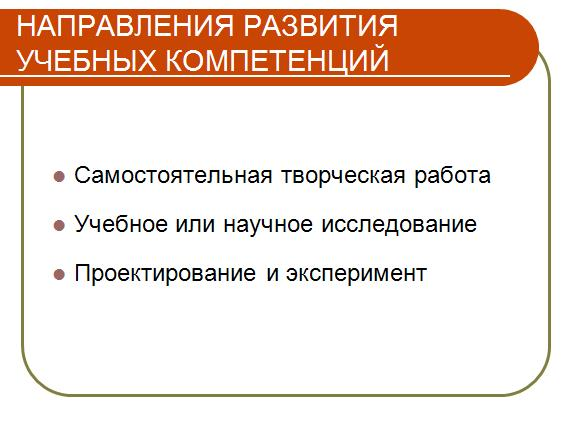 НАПРАВЛЕНИЯ РАЗВИТИЯ
УЧЕБНЫХ КОМПЕТЕНЦИЙ
Самостоятельная творческая работа
Учебное или научное исследование
Проектирование и эксперимент